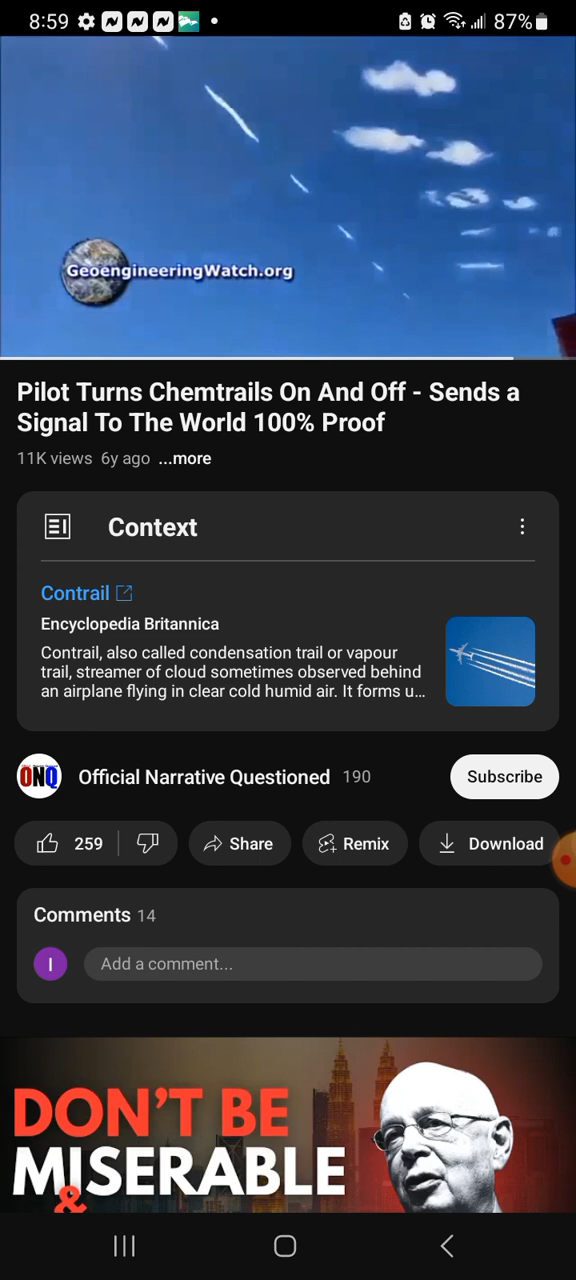 8:59
87%
GeoengineeringWatch.org
Pilot Turns Chemtrails On And Off - Sends a
Signal To The World 100% Proof
11K views 6y ago ...more
Context
Contrail
Encyclopedia Britannica
Contrail, also called condensation trail or vapour
trail, streamer of cloud sometimes observed behind
an airplane flying in clear cold humid air. It forms u...
ONQ Official Narrative Questioned 190 Subscribe
259 Share Remix Download
Comments 14
I Add a comment...
DON'T BE
MISERABLE
&